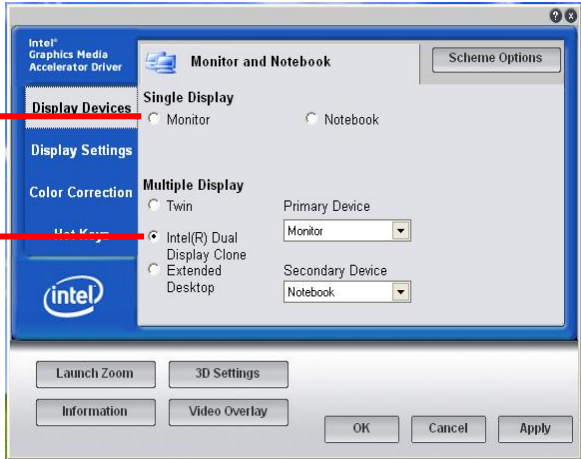 Intel®
Graphics Media
Accelerator Driver
Monitor and Notebook
Scheme Options
Display Devices
Display Settings
Color Correction
Hot Keys
intel
Single Display
Monitor
Notebook
Multiple Display
Twin
Intel(R) Dual
Display Clone
Extended
Desktop
Primary Device
Monitor
Secondary Device
Notebook
Launch Zoom
3D Settings
Information
Video Overlay
OK
Cancel
Apply